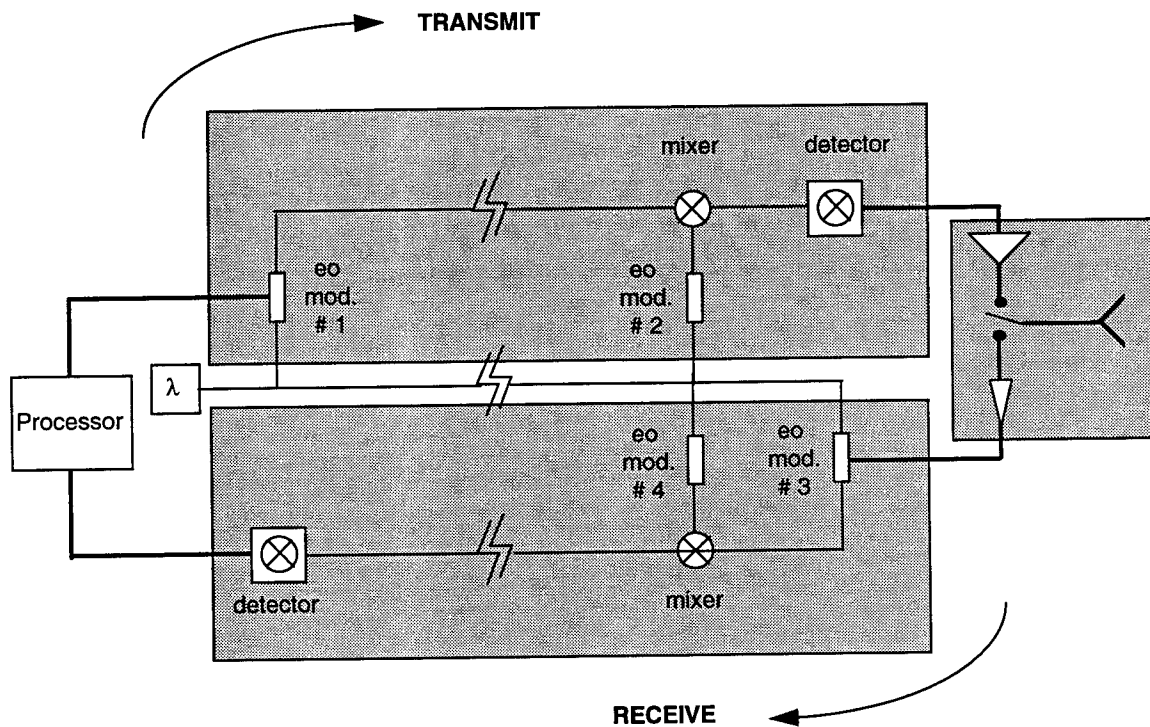 TRANSMIT
mixer
detector
eo
mod.
# 1
eo
mod.
# 2
λ
Processor
eo
mod.
# 4
eo
mod.
# 3
detector
mixer
RECEIVE